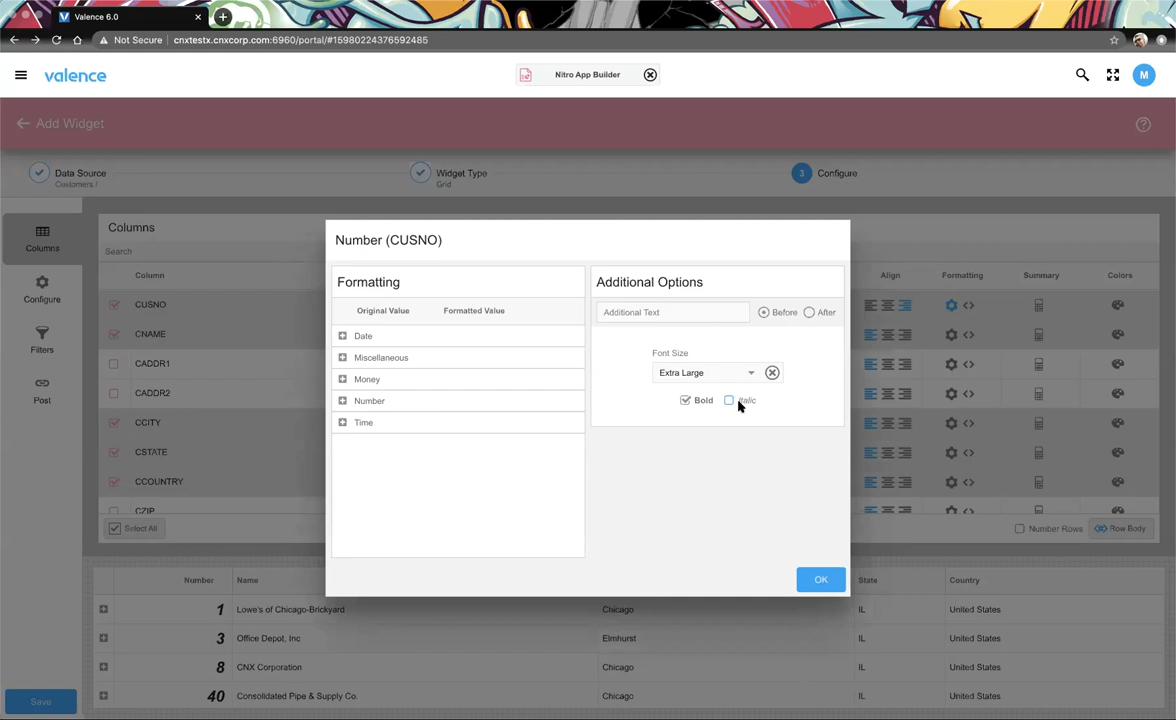 Valence 6.0
Not Secure cnxtestx.cnxcorp.com:6960/portal/#15980224376592485
valence
Nitro App Builder
M
Add Widget
Data Source
Customers /
Widget Type
Grid
3 Configure
Columns
Configure
Filters
Post
Save
Columns
Search
Column
Align
Formatting
Summary
Colors
CUSNO
CNAME
CADDR1
CADDR2
CCITY
CSTATE
CCOUNTRY
CZIP
Select All
Number Rows
Row Body
Number (CUSNO)
Formatting
Original Value
Formatted Value
Date
Miscellaneous
Money
Number
Time
Additional Options
Additional Text
Before
After
Font Size
Extra Large
Bold
Italic
OK
Number Name State Country
1 Lowe's of Chicago-Brickyard Chicago IL United States
3 Office Depot, Inc Elmhurst IL United States
8 CNX Corporation Chicago IL United States
40 Consolidated Pipe & Supply Co. Chicago IL United States